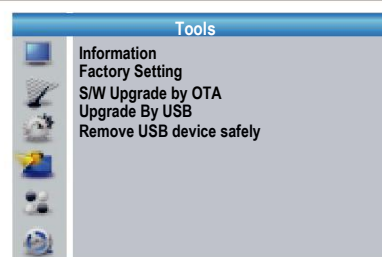 Tools
Information
Factory Setting
S/W Upgrade by OTA
Upgrade By USB
Remove USB device safely